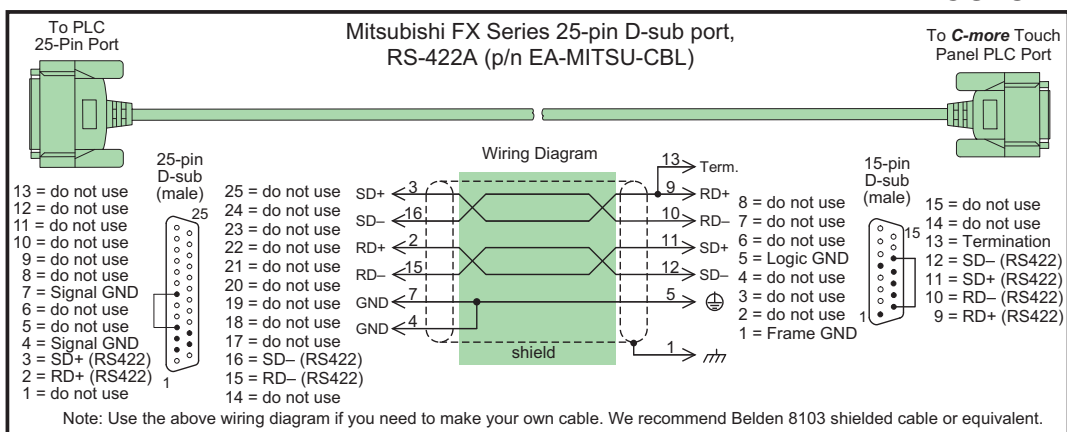 To PLC
25-Pin Port
Mitsubishi FX Series 25-pin D-sub port,
RS-422A (p/n EA-MITSU-CBL)
To C-more Touch
Panel PLC Port
25-pin
D-sub
(male)
13 = do not use
12 = do not use
11 = do not use
10 = do not use
9 = do not use
8 = do not use
7 = Signal GND
6 = do not use
5 = do not use
4 = Signal GND
3 = SD+ (RS422)
2 = RD+ (RS422)
1 = do not use
25
1
25 = do not use
24 = do not use
23 = do not use
22 = do not use
21 = do not use
20 = do not use
19 = do not use
18 = do not use
17 = do not use
16 = SD– (RS422)
15 = RD– (RS422)
14 = do not use
Wiring Diagram
SD+ 3
SD– 16
RD+ 2
RD– 15
GND 7
GND 4
shield
13 Term.
9 RD+
10 RD–
11 SD+
12 SD–
5
1
8 = do not use
7 = do not use
6 = do not use
5 = Logic GND
4 = do not use
3 = do not use
2 = do not use
1 = Frame GND
15-pin
D-sub
(male)
15
1
15 = do not use
14 = do not use
13 = Termination
12 = SD– (RS422)
11 = SD+ (RS422)
10 = RD– (RS422)
9 = RD+ (RS422)
Note: Use the above wiring diagram if you need to make your own cable. We recommend Belden 8103 shielded cable or equivalent.